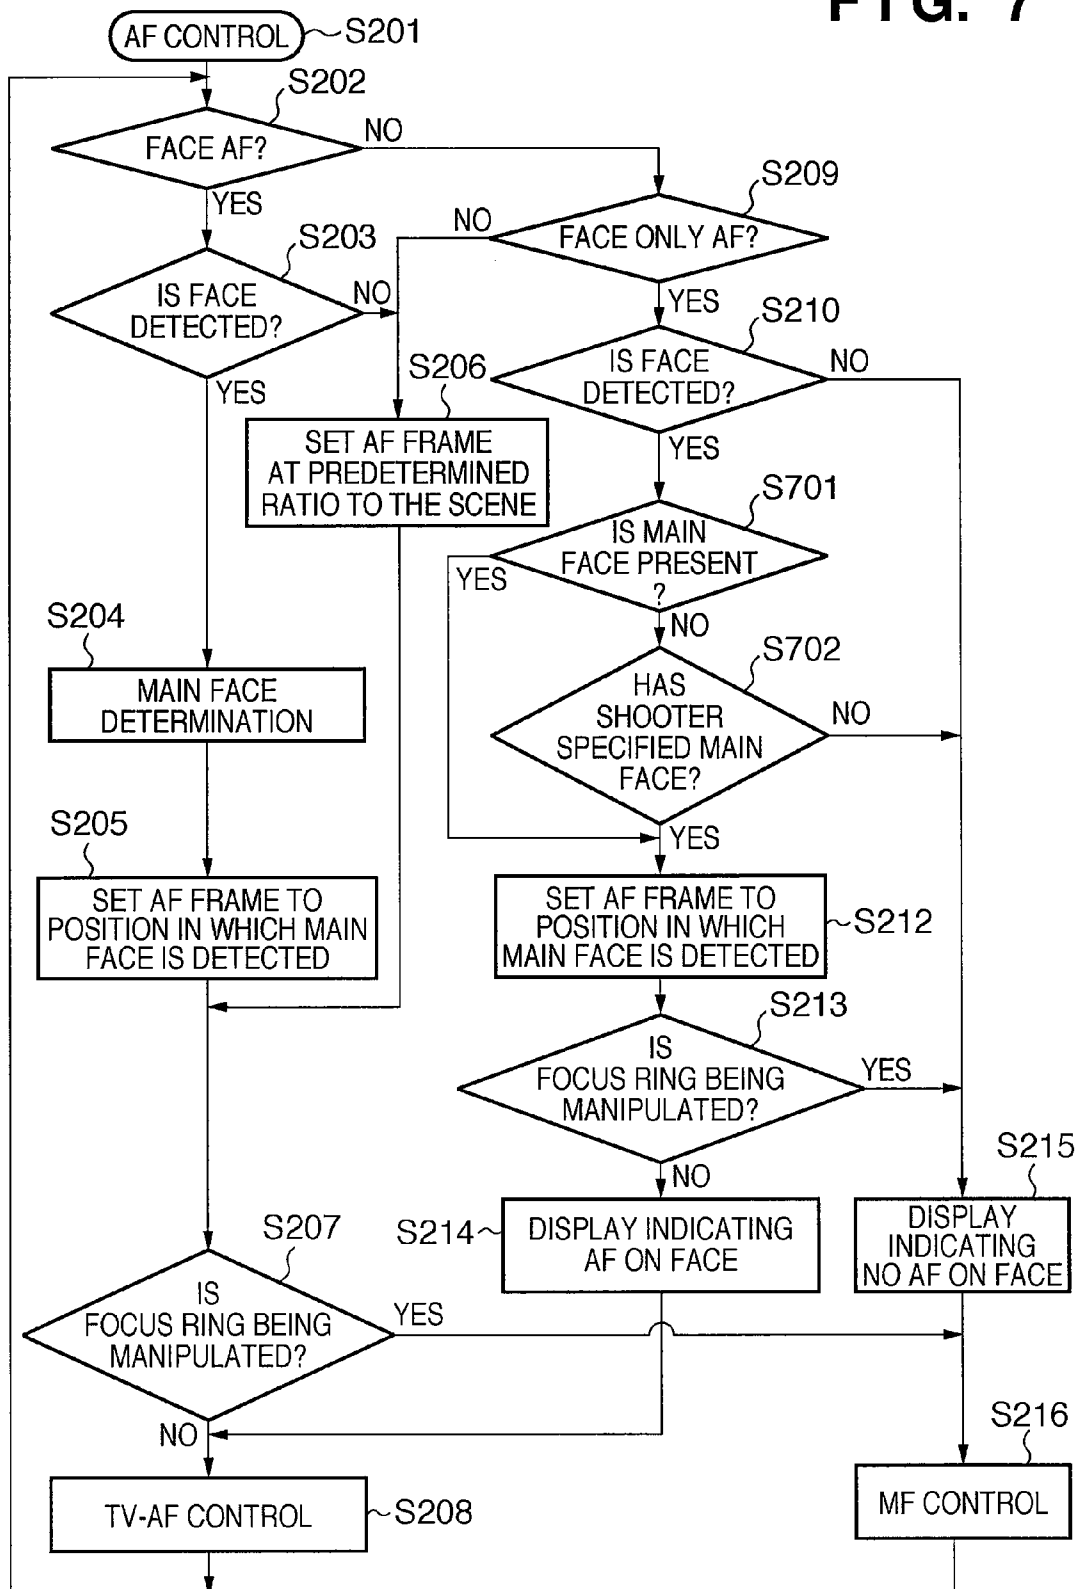 FIG. 7
AF CONTROL
S201
S202
FACE AF?
NO
YES
S209
FACE ONLY AF?
NO
YES
S203
IS FACE
DETECTED?
NO
YES
S210
IS FACE
DETECTED?
NO
YES
S206
SET AF FRAME
AT PREDETERMINED
RATIO TO THE SCENE
S701
IS MAIN
FACE PRESENT
?
YES
NO
S204
MAIN FACE
DETERMINATION
S702
HAS
SHOOTER
SPECIFIED MAIN
FACE?
NO
YES
S205
SET AF FRAME TO
POSITION IN WHICH MAIN
FACE IS DETECTED
SET AF FRAME TO
POSITION IN WHICH
MAIN FACE IS DETECTED
S212
S213
IS
FOCUS RING BEING
MANIPULATED?
YES
NO
S215
DISPLAY
INDICATING
NO AF ON FACE
S214
DISPLAY INDICATING
AF ON FACE
S207
IS
FOCUS RING BEING
MANIPULATED?
YES
NO
S216
MF CONTROL
TV-AF CONTROL
S208